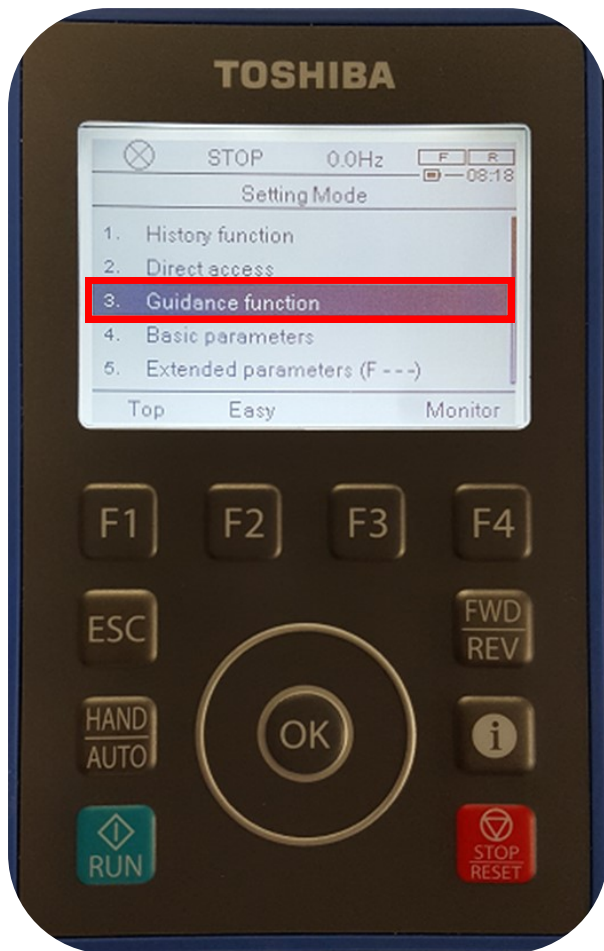 TOSHIBA
STOP 0.0Hz F R
08:18
Setting Mode
1. History function
2. Direct access
3. Guidance function
4. Basic parameters
5. Extended parameters (F ---)
Top Easy Monitor
F1 F2 F3 F4
ESC
FWD
REV
HAND
AUTO
OK
i
RUN
STOP
RESET